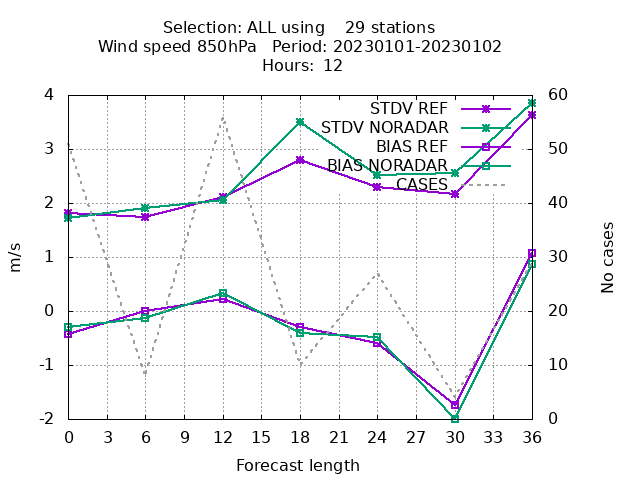 Selection: ALL using    29 stations
Wind speed 850hPa   Period: 20230101-20230102
Hours: 12
4
3
2
1
0
-1
-2
60
50
40
30
20
10
0
m/s
No cases
STDV REF
STDV NORADAR
BIAS REF
BIAS NORADAR
CASES
0 3 6 9 12 15 18 21 24 27 30 33 36
Forecast length